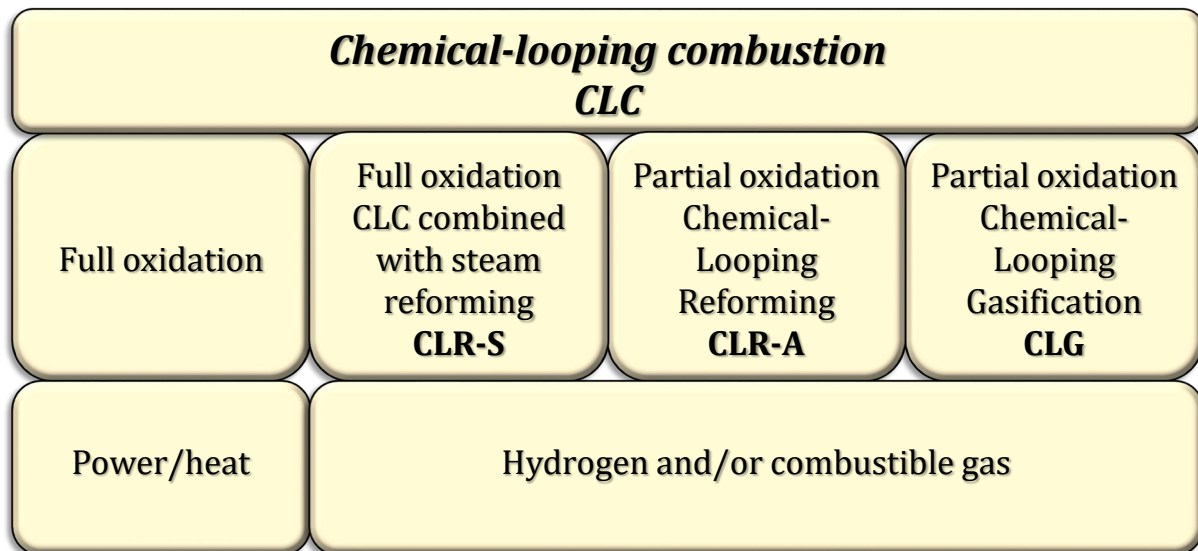 Chemical-looping combustion
CLC
Full oxidation
Full oxidation
CLC combined
with steam
reforming
CLR-S
Partial oxidation
Chemical-
Looping
Reforming
CLR-A
Partial oxidation
Chemical-
Looping
Gasification
CLG
Power/heat
Hydrogen and/or combustible gas